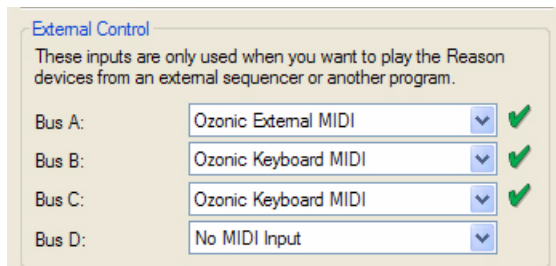 External Control
These inputs are only used when you want to play the Reason
devices from an external sequencer or another program.
Bus A: Ozonic External MIDI
Bus B: Ozonic Keyboard MIDI
Bus C: Ozonic Keyboard MIDI
Bus D: No MIDI Input